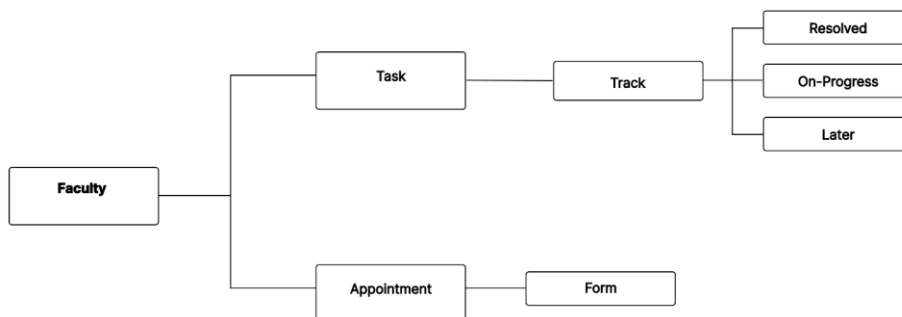 Resolved
Task
Track
On-Progress
Later
Faculty
Appointment
Form